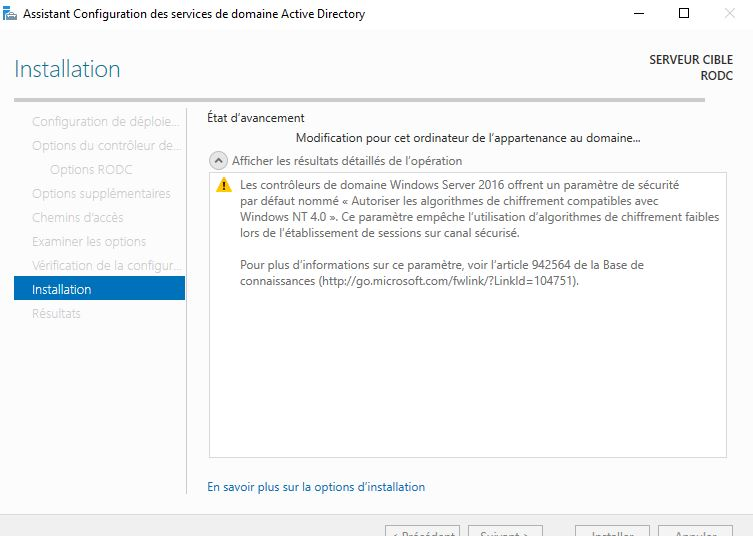 Assistant Configuration des services de domaine Active Directory
Installation
SERVEUR CIBLE
RODC
Configuration de déploie...
Options du contrôleur de...
Options RODC
Options supplémentaires
Chemins d'accès
Examiner les options
Vérification de la configur...
Installation
Résultats
État d'avancement
Modification pour cet ordinateur de l'appartenance au domaine...
Afficher les résultats détaillés de l'opération
Les contrôleurs de domaine Windows Server 2016 offrent un paramètre de sécurité
par défaut nommé « Autoriser les algorithmes de chiffrement compatibles avec
Windows NT 4.0 ». Ce paramètre empêche l'utilisation d'algorithmes de chiffrement faibles
lors de l'établissement de sessions sur canal sécurisé.
Pour plus d'informations sur ce paramètre, voir l'article 942564 de la Base de
connaissances (http://go.microsoft.com/fwlink/?LinkId=104751).
En savoir plus sur la options d'installation
< Précédent
Suivant >
Installer
Annuler